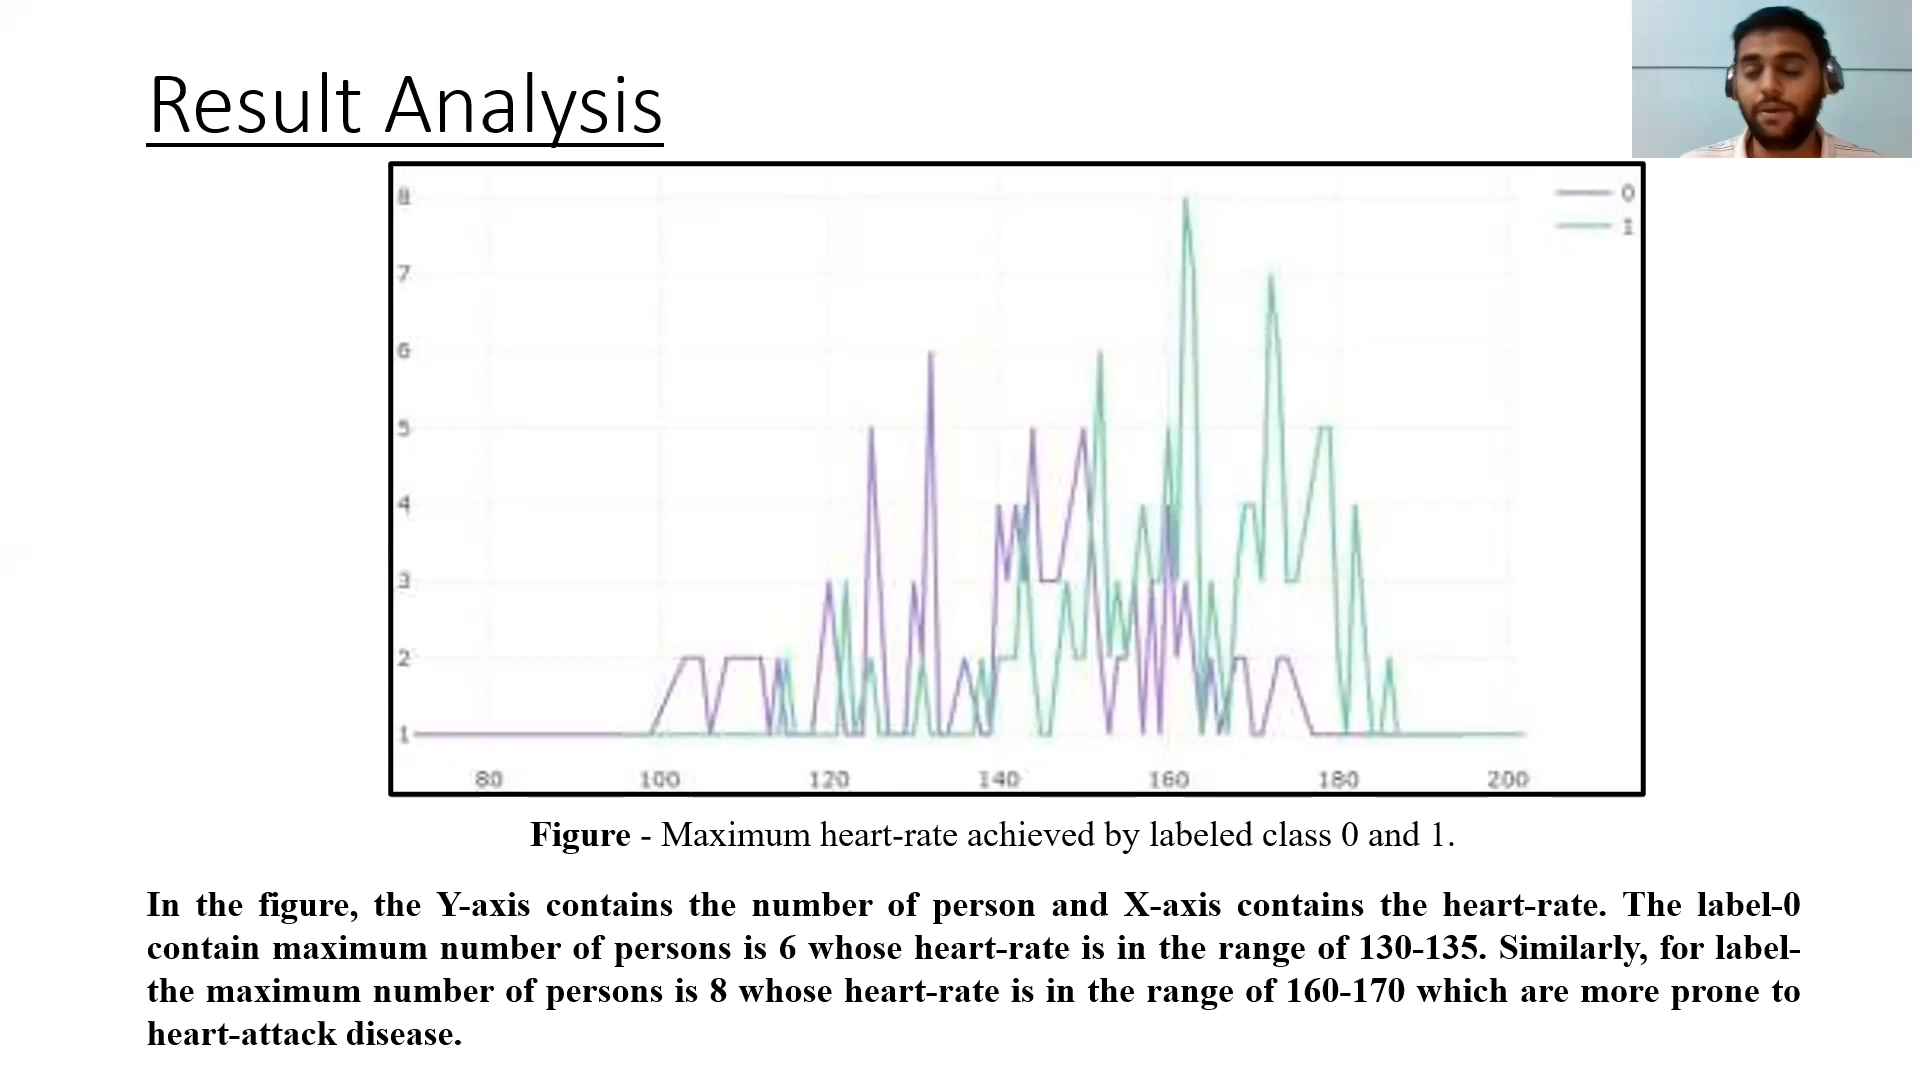 Result Analysis
0
1
8
7
6
5
4
3
2
1
80 100 120 140 160 180 200
Figure - Maximum heart-rate achieved by labeled class 0 and 1.
In the figure, the Y-axis contains the number of person and X-axis contains the heart-rate. The label-0
contain maximum number of persons is 6 whose heart-rate is in the range of 130-135. Similarly, for label-
the maximum number of persons is 8 whose heart-rate is in the range of 160-170 which are more prone to
heart-attack disease.